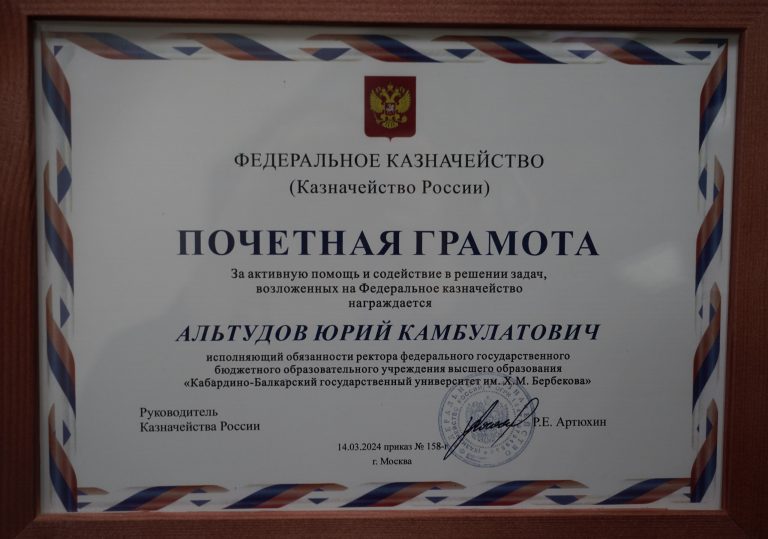 ФЕДЕРАЛЬНОЕ КАЗНАЧЕЙСТВО
(Казначейство России)
ПОЧЕТНАЯ ГРАМОТА
За активную помощь и содействие в решении задач,
возложенных на Федеральное казначейство
награждается
АЛЬТУДОВ ЮРИЙ КАМБУЛАТОВИЧ
исполняющий обязанности ректора федерального государственного
бюджетного образовательного учреждения высшего образования
«Кабардино-Балкарский государственный университет им. Х.М. Бербекова»
Руководитель
Казначейства России
Р.Е. Артюхин
14.03.2024 приказ № 158-г
г. Москва